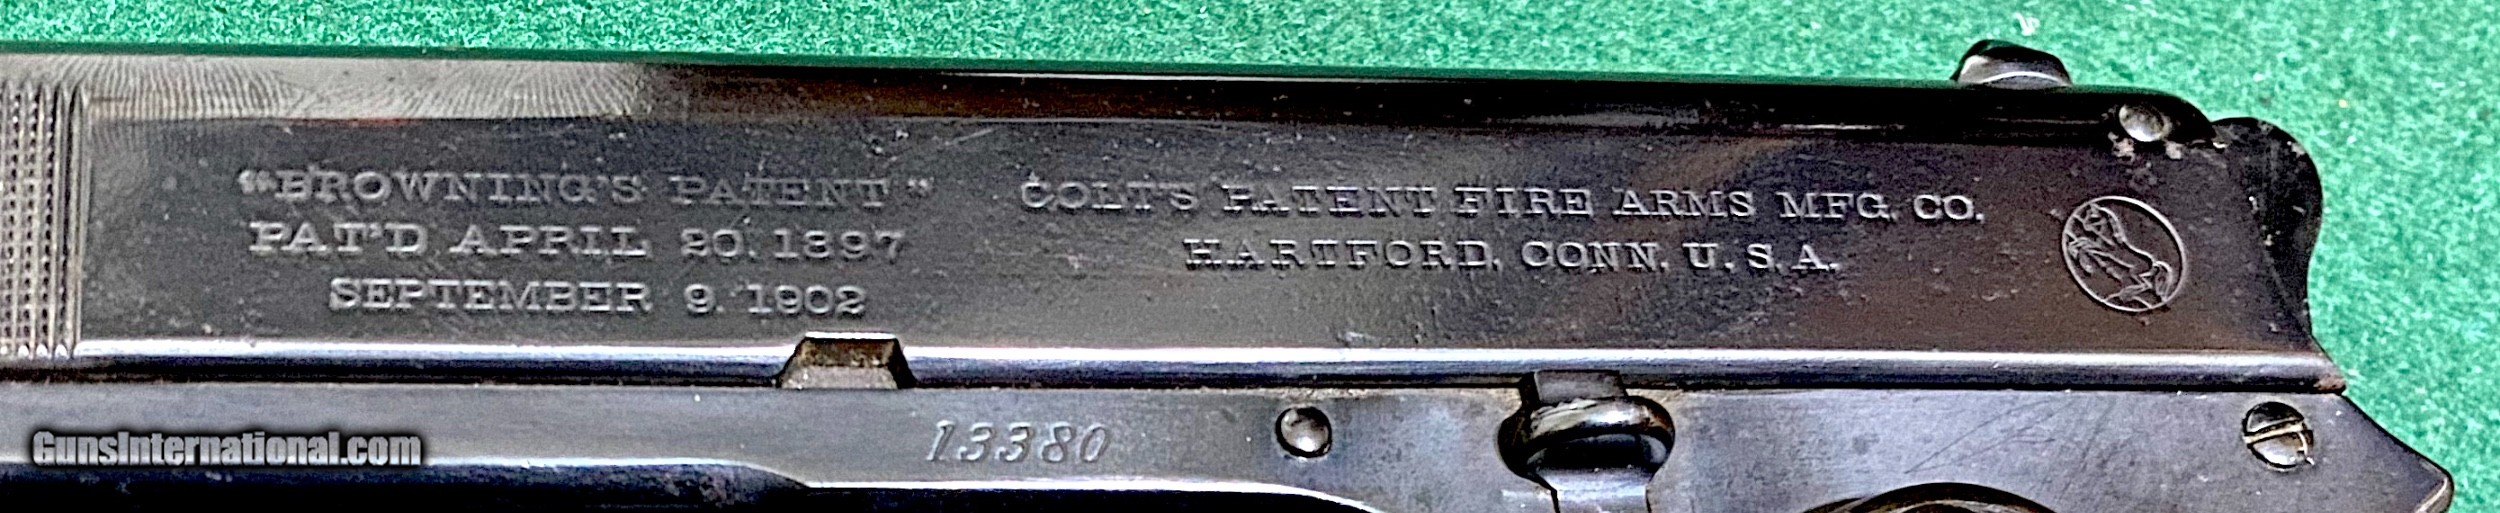 "BROWNING'S PATENT"
PAT'D APRIL 20. 1897
SEPTEMBER 9. 1902
COLT'S PATENT FIRE ARMS MFG. CO.
HARTFORD, CONN. U.S.A.
13380
GunsInternational.com